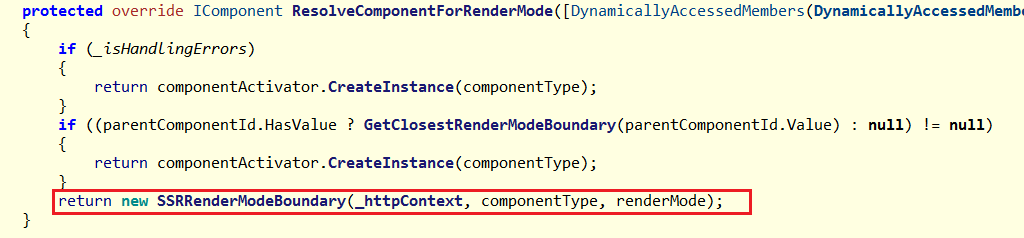 protected override IComponent ResolveComponentForRenderMode([DynamicallyAccessedMembers(DynamicallyAccessedMembe
{
if (_isHandlingErrors)
{
return componentActivator.CreateInstance(componentType);
}
if ((parentComponentId.HasValue ? GetClosestRenderModeBoundary(parentComponentId.Value) : null) != null)
{
return componentActivator.CreateInstance(componentType);
}
return new SSRRenderModeBoundary(_httpContext, componentType, renderMode);
}